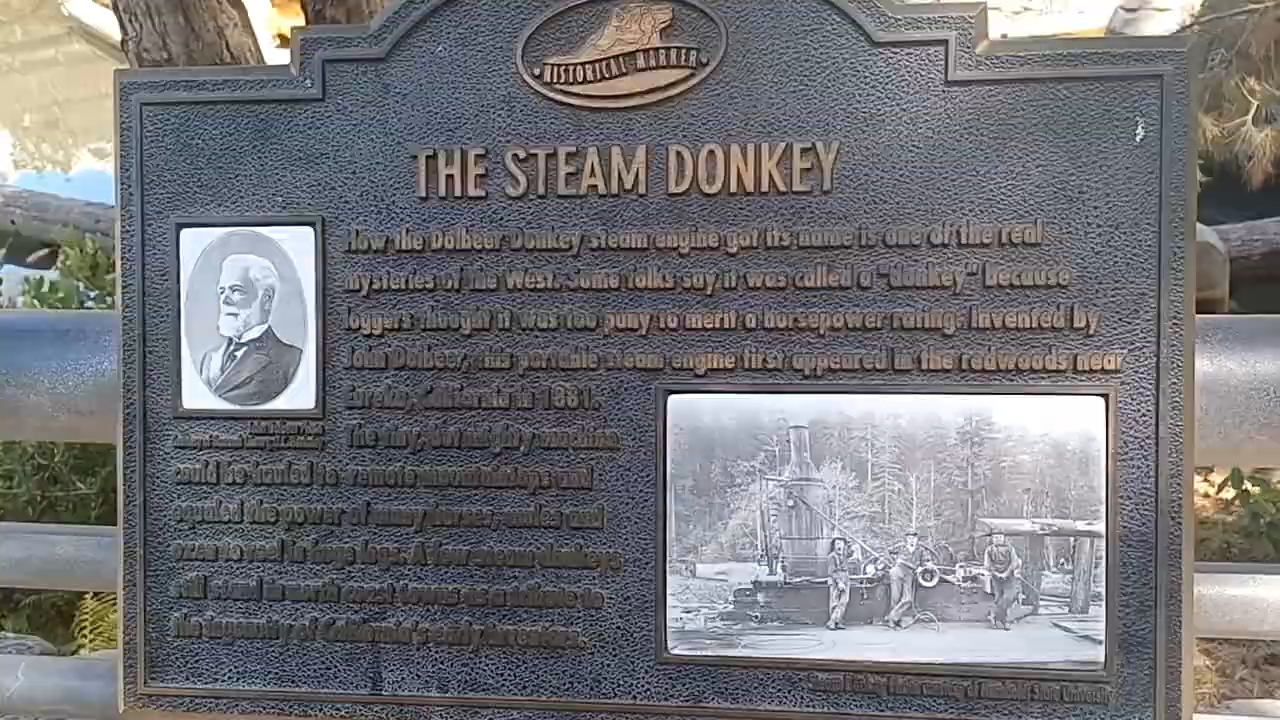 HISTORICAL MARKER
THE STEAM DONKEY
How the Dolbeer Donkey steam engine got its name is one of the real
mysteries of the West. Some folks say it was called a "donkey" because
loggers thought it was too puny to merit a horsepower rating. Invented by
John Dolbeer, this portable steam engine first appeared in the redwoods near
Eureka, California in 1881.
The tiny, but mighty machine
could be hauled to remote mountaintops and
equaled the power of many horses, mules and
oxen to reel in huge logs. A few steam donkeys
still stand in north coast towns as a tribute to
the ingenuity of California's early